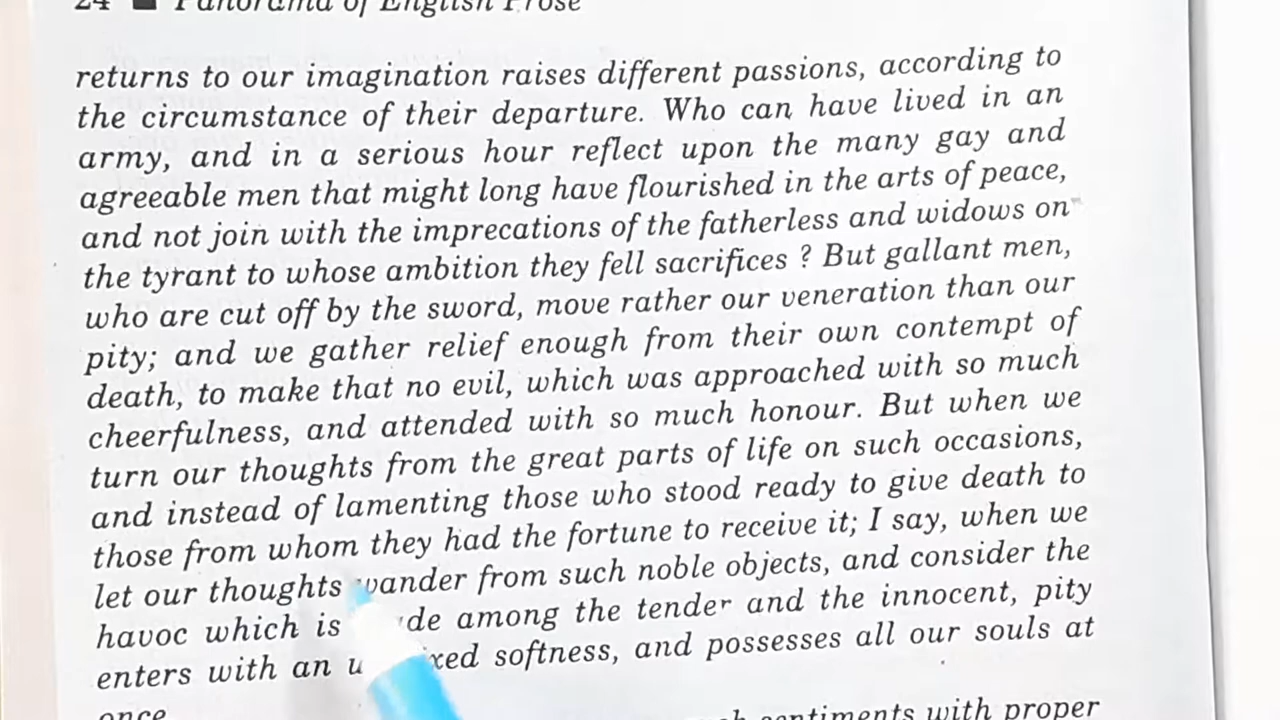 24 ■ Panorama of English Prose
returns to our imagination raises different passions, according to
the circumstance of their departure. Who can have lived in an
army, and in a serious hour reflect upon the many gay and
agreeable men that might long have flourished in the arts of peace,
and not join with the imprecations of the fatherless and widows on
the tyrant to whose ambition they fell sacrifices ? But gallant men,
who are cut off by the sword, move rather our veneration than our
pity; and we gather relief enough from their own contempt of
death, to make that no evil, which was approached with so much
cheerfulness, and attended with so much honour. But when we
turn our thoughts from the great parts of life on such occasions,
and instead of lamenting those who stood ready to give death to
those from whom they had the fortune to receive it; I say, when we
let our thoughts wander from such noble objects, and consider the
havoc which is among the tender and the innocent, pity
enters with an softness, and possesses all our souls at
once sentiments with proper